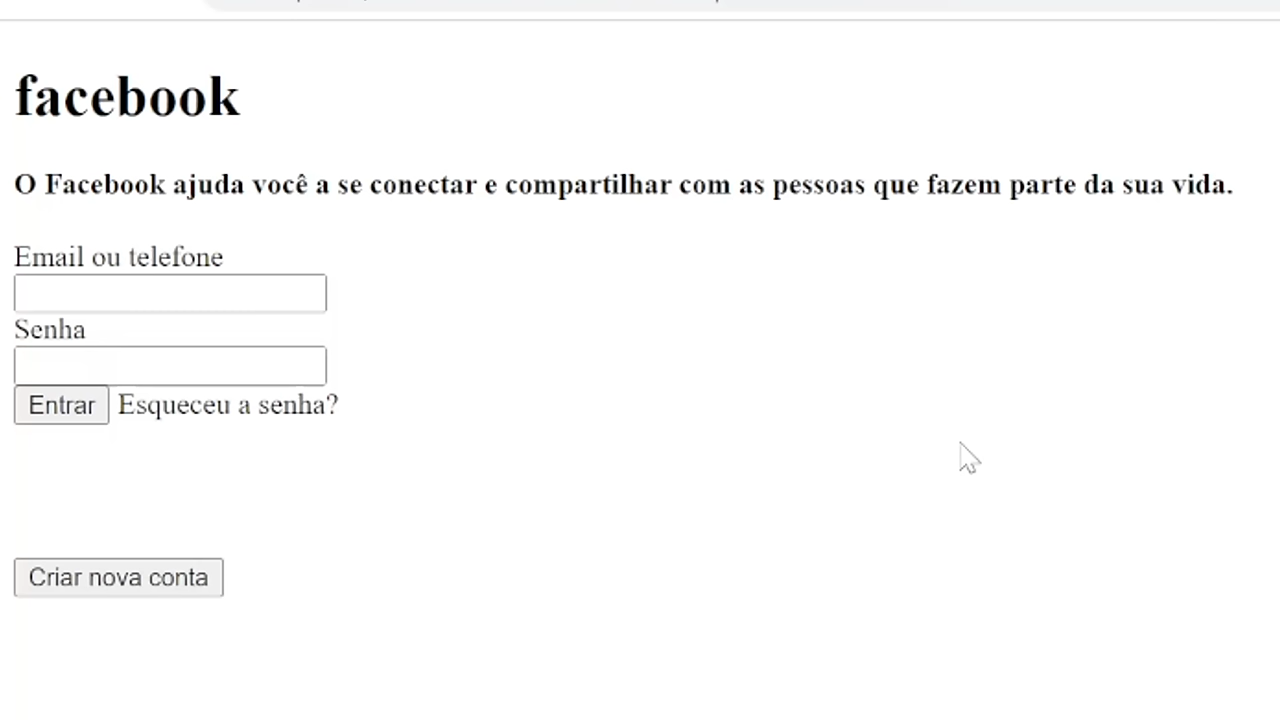 facebook
O Facebook ajuda você a se conectar e compartilhar com as pessoas que fazem parte da sua vida.
Email ou telefone
Senha
Entrar Esqueceu a senha?
Criar nova conta